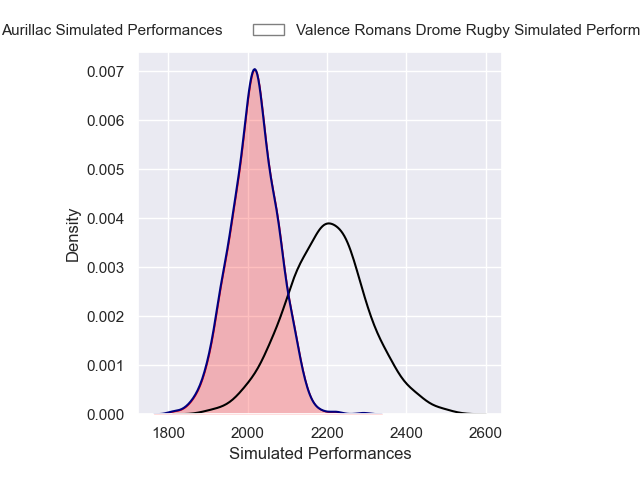 Aurillac Simulated Performances
Valence Romans Drome Rugby Simulated Perform
0.007
0.006
0.005
0.004
0.003
0.002
0.001
0.000
Density
1800 2000 2200 2400 2600
Simulated Performances